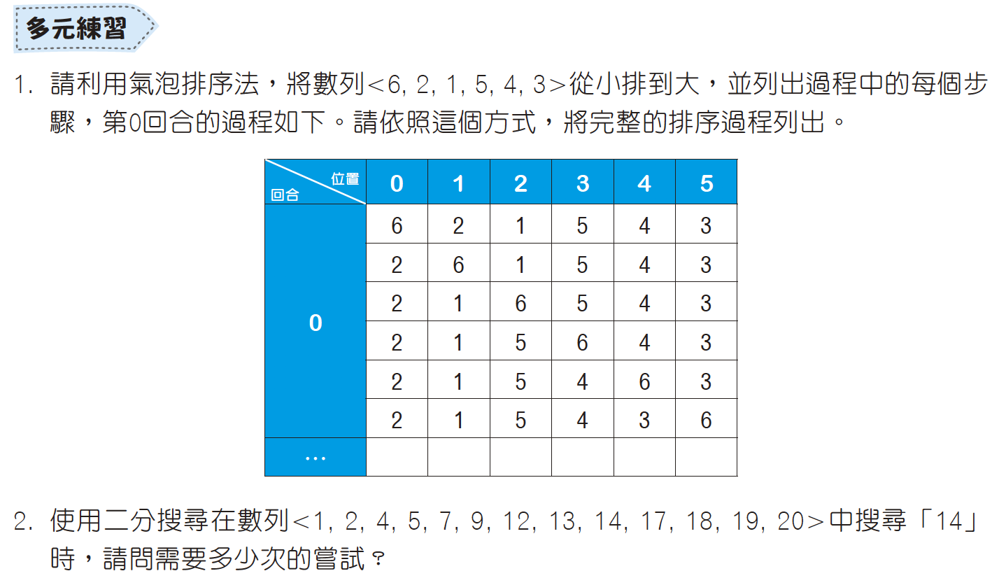 多元練習
1. 請利用氣泡排序法，將數列<6, 2, 1, 5, 4, 3>從小排到大，並列出過程中的每個步
驟，第0回合的過程如下。請依照這個方式，將完整的排序過程列出。
位置 0 1 2 3 4 5
回合
6 2 1 5 4 3
2 6 1 5 4 3
2 1 6 5 4 3
0
2 1 5 6 4 3
2 1 5 4 6 3
2 1 5 4 3 6
…
2. 使用二分搜尋在數列<1, 2, 4, 5, 7, 9, 12, 13, 14, 17, 18, 19, 20>中搜尋「14」
時，請問需要多少次的嘗試？